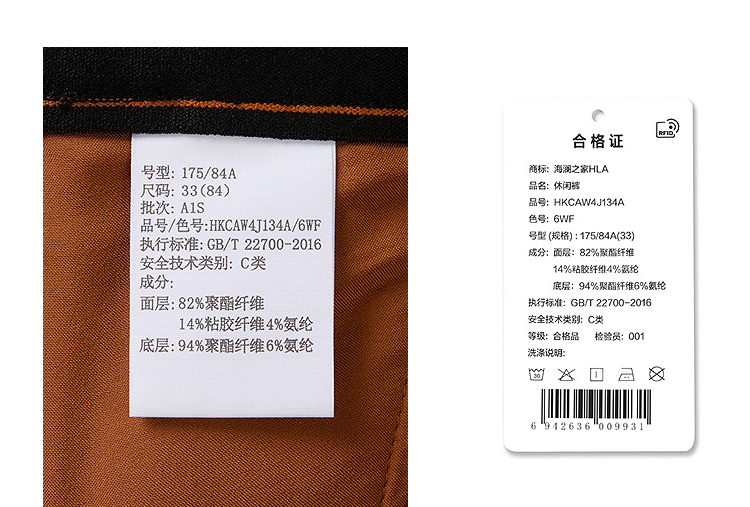 号型: 175/84A
尺码: 33(84)
批次: A1S
品号/色号:HKCAW4J134A/6WF
执行标准: GB/T 22700-2016
安全技术类别: C类
成分:
面层: 82%聚酯纤维
14%粘胶纤维4%氨纶
底层: 94%聚酯纤维6%氨纶
RFID
合格证
商标: 海澜之家HLA
品名: 休闲裤
品号: HKCAW4J134A
色号: 6WF
号型 (规格) : 175/84A(33)
成分: 面层: 82%聚酯纤维
14%粘胶纤维4%氨纶
底层: 94%聚酯纤维6%氨纶
执行标准: GB/T 22700-2016
安全技术类别: C类
等级: 合格品 检验员: 001
洗涤说明:
30
6 942636 009931